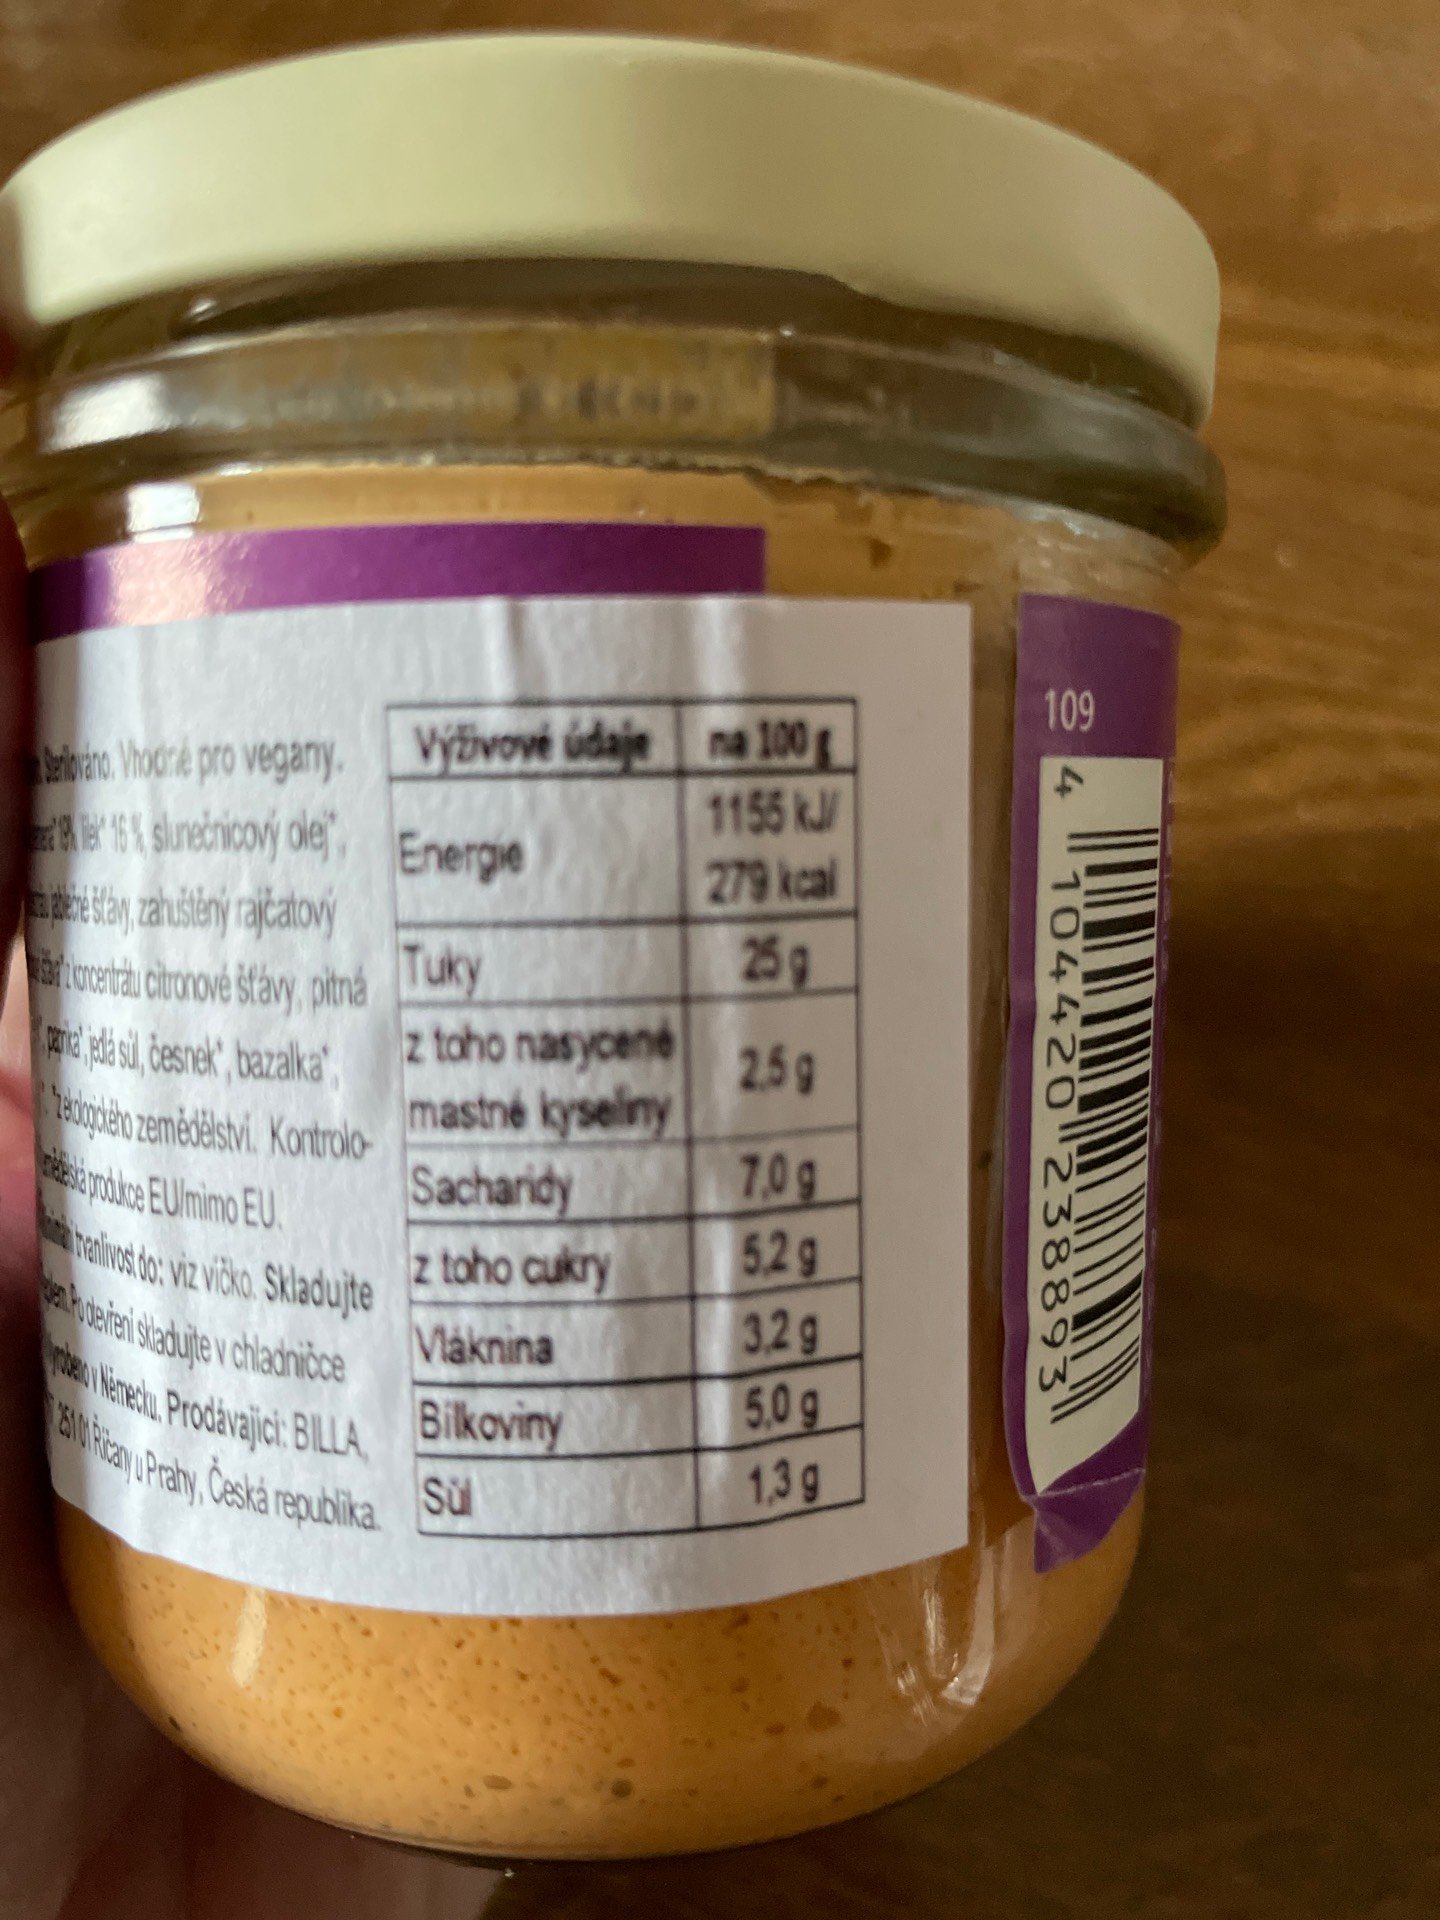 Sterilováno. Vhodné pro vegany.
19%, lilek* 16 %, slunečnicový olej*,
jablečné šťávy, zahuštěný rajčatový
šťáva* z koncentrátu citronové šťávy, pitná
paprika*, jedlá sůl, česnek*, bazalka*,
*z ekologického zemědělství. Kontrolo-
produkce EU/mimo EU.
trvanlivost do: viz víčko. Skladujte
Po otevření skladujte v chladničce
Vyrobeno v Německu. Prodávající: BILLA,
251 01 Říčany u Prahy, Česká republika.
Výživové údaje na 100 g
Energie 1155 kJ/
279 kcal
Tuky 25 g
z toho nasycené
mastné kyseliny 2,5 g
Sacharidy 7,0 g
z toho cukry 5,2 g
Vláknina 3,2 g
Bílkoviny 5,0 g
Sůl 1,3 g
109
4 104420 238893